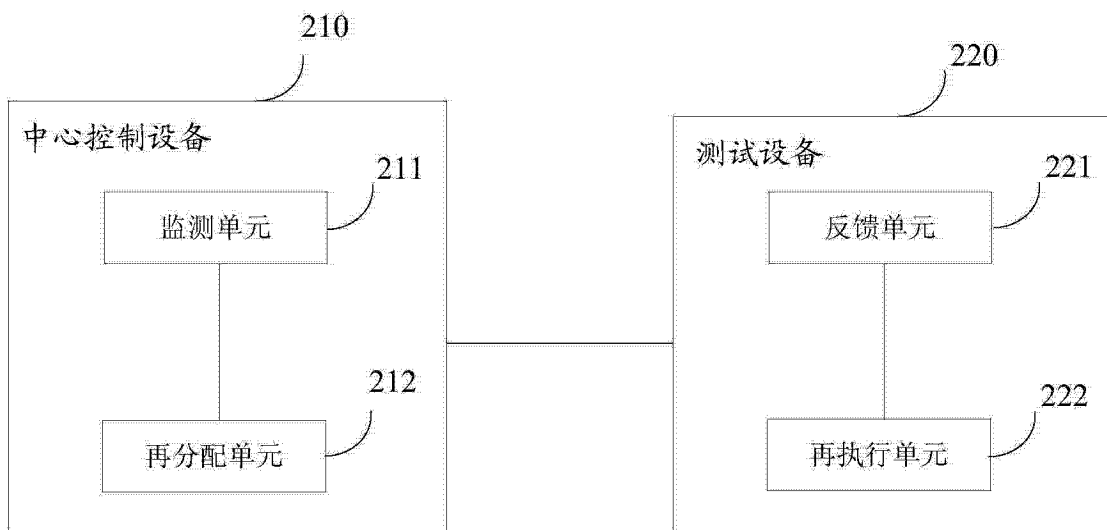 210
220
中心控制设备
测试设备
211
监测单元
221
反馈单元
212
再分配单元
222
再执行单元